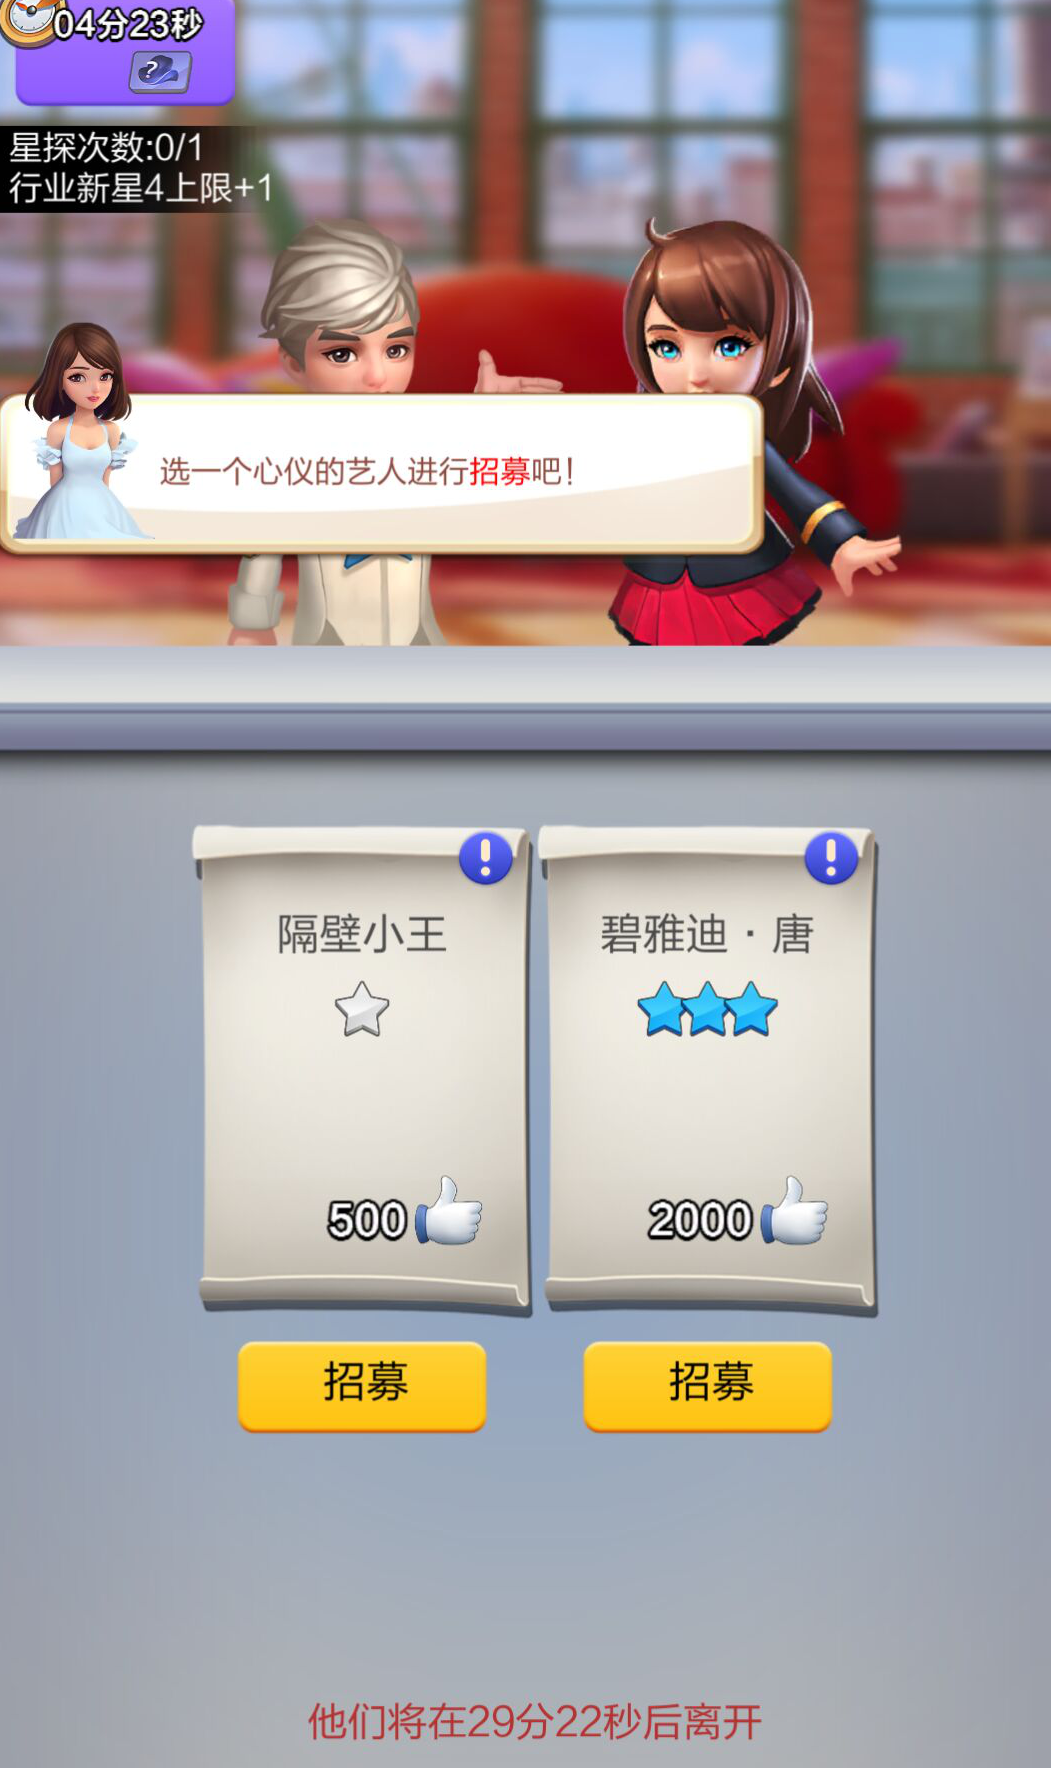 04分23秒
?
星探次数:0/1
行业新星4上限+1
选一个心仪的艺人进行招募吧!
隔壁小王
碧雅迪·唐
500
2000
招募
招募
他们将在29分22秒后离开